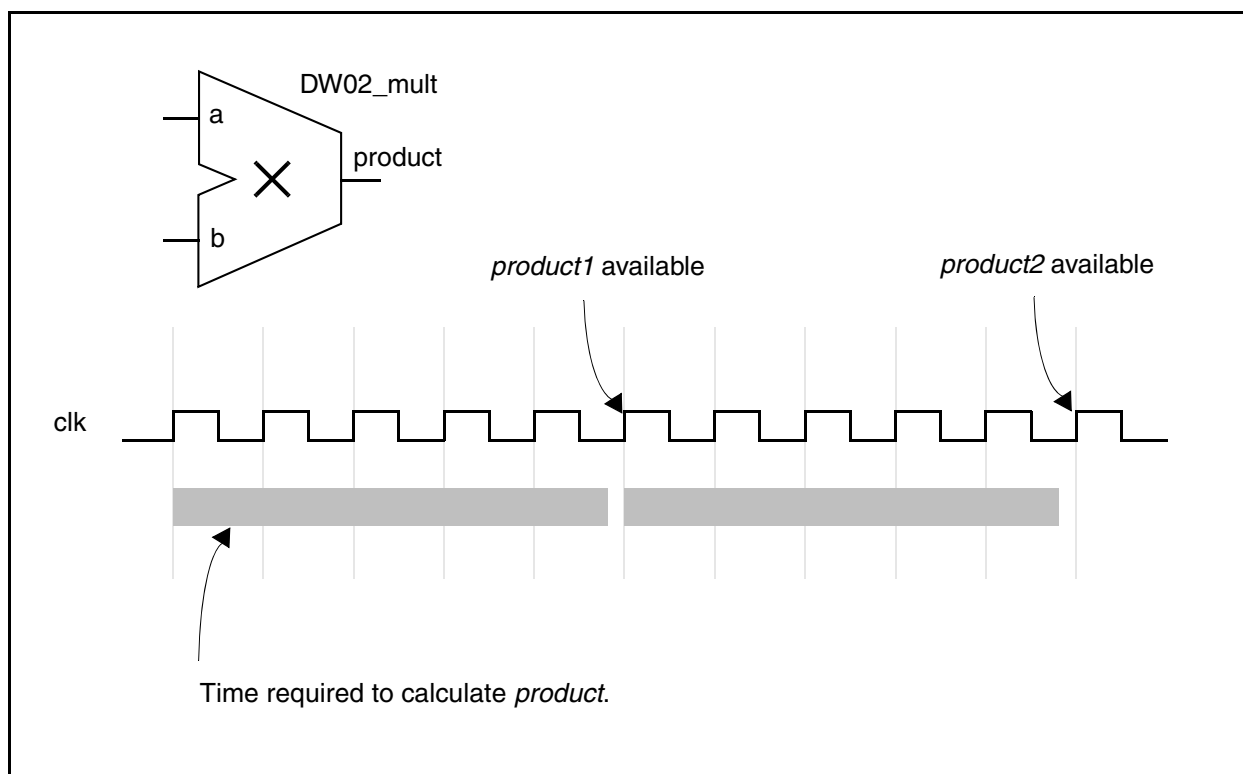 DW02_mult
a
product
b
product1 available
product2 available
clk
Time required to calculate product.